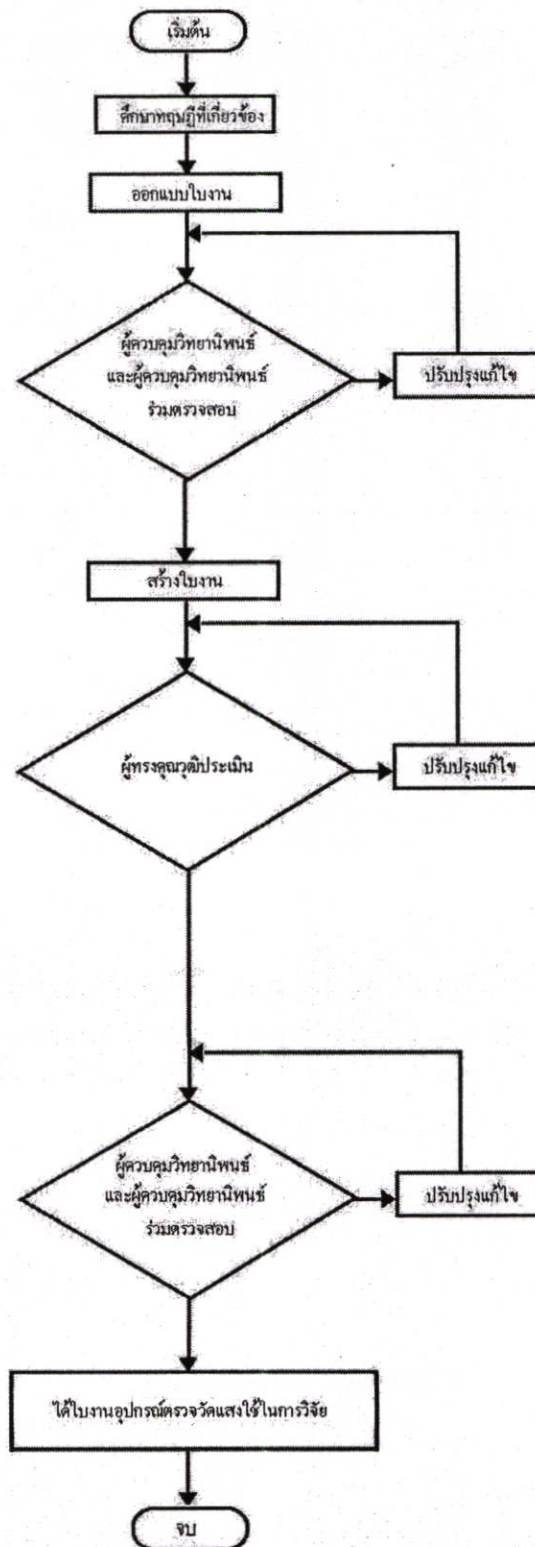 เริ่มต้น
ศึกษาทฤษฎีที่เกี่ยวข้อง
ออกแบบใบงาน
ผู้ควบคุมวิทยานิพนธ์
และผู้ควบคุมวิทยานิพนธ์
ร่วมตรวจสอบ
ปรับปรุงแก้ไข
สร้างใบงาน
ผู้ทรงคุณวุฒิประเมิน
ปรับปรุงแก้ไข
ผู้ควบคุมวิทยานิพนธ์
และผู้ควบคุมวิทยานิพนธ์
ร่วมตรวจสอบ
ปรับปรุงแก้ไข
ได้ใบงานอุปกรณ์ตรวจวัดแสงใช้ในการวิจัย
จบ